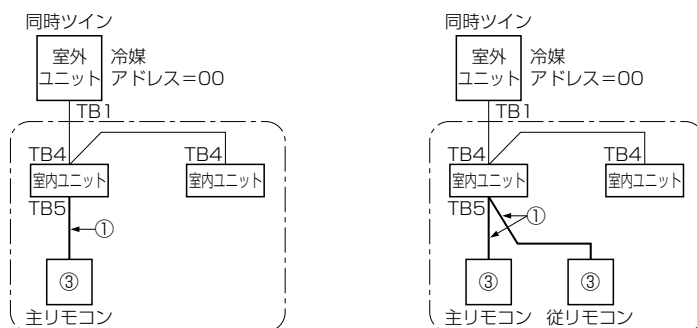 同時ツイン
室外
ユニット
冷媒
アドレス=00
TB1
TB4
TB4
室内ユニット
室内ユニット
TB5
①
③
主リモコン
同時ツイン
室外
ユニット
冷媒
アドレス=00
TB1
TB4
TB4
室内ユニット
室内ユニット
TB5
①
③
③
主リモコン 従リモコン